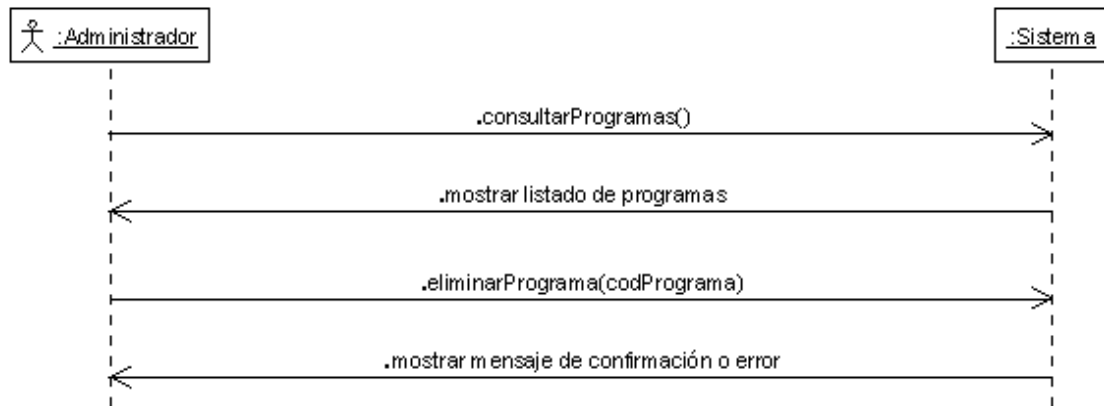 :Administrador
:Sistema
.consultarProgramas()
.mostrar listado de programas
.eliminarPrograma(codPrograma)
.mostrar mensaje de confirmación o error